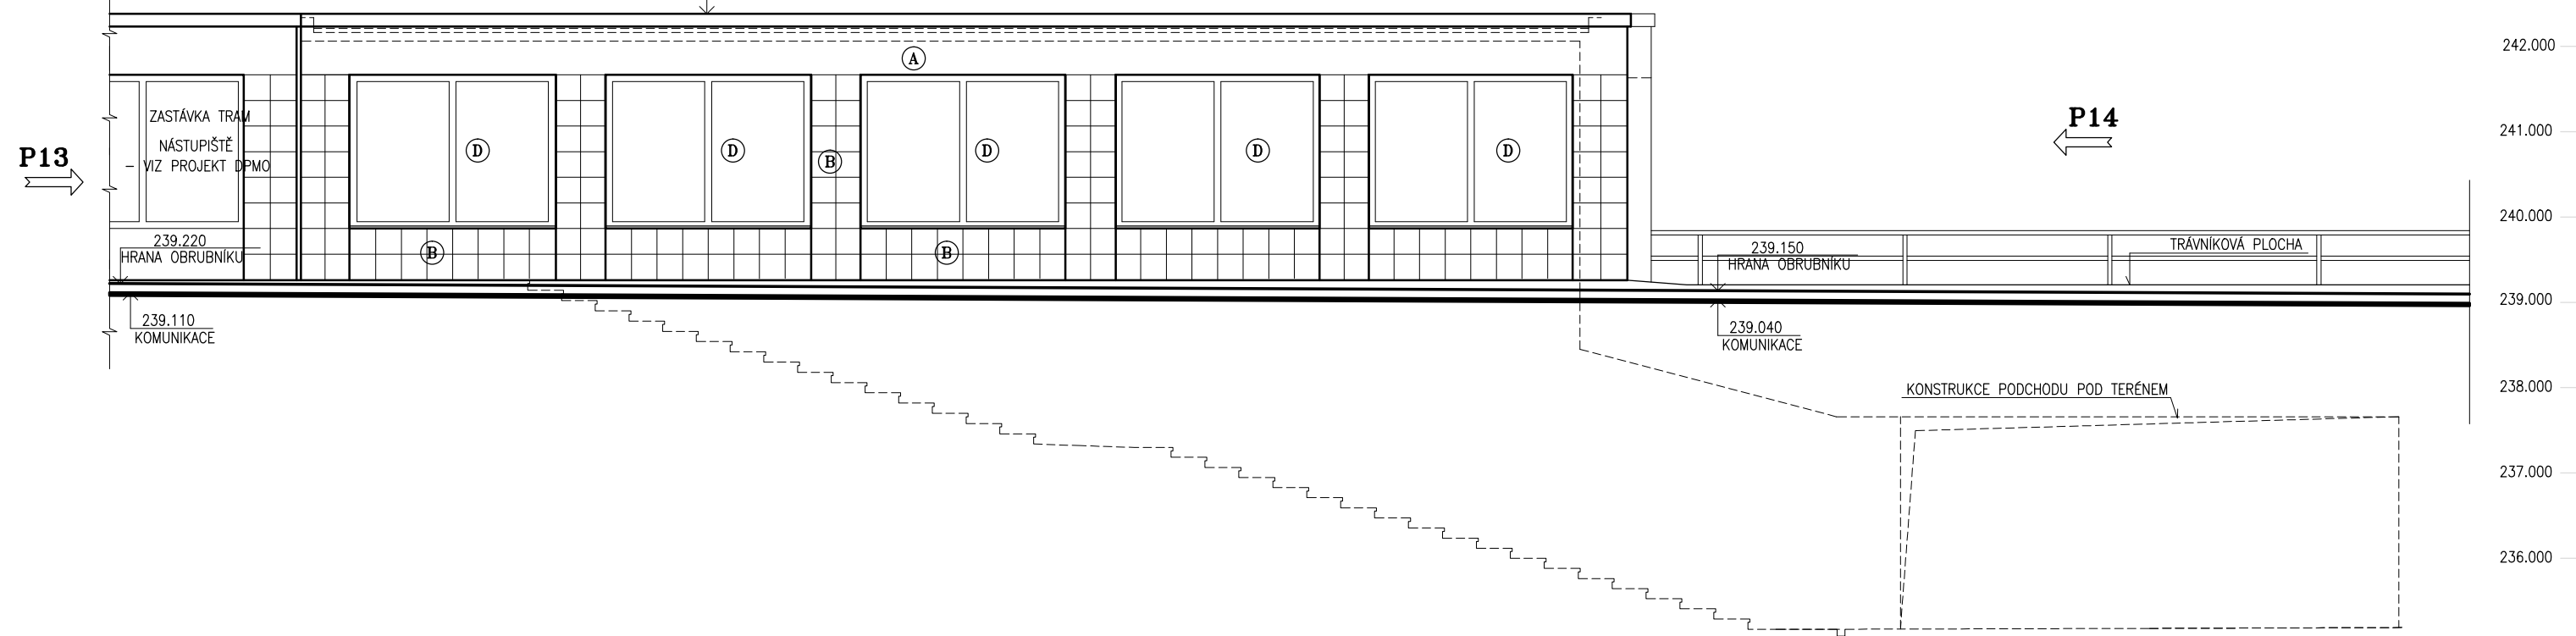 242.000
A
P14
241.000
ZASTÁVKA TRAM
NÁSTUPIŠTĚ
- VIZ PROJEKT DPMO
P13
D
D
B
D
D
D
240.000
239.220
HRANA OBRUBNÍKU
B
B
239.150
HRANA OBRUBNÍKU
TRÁVNÍKOVÁ PLOCHA
239.000
239.110
KOMUNIKACE
239.040
KOMUNIKACE
238.000
KONSTRUKCE PODCHODU POD TERÉNEM
237.000
236.000